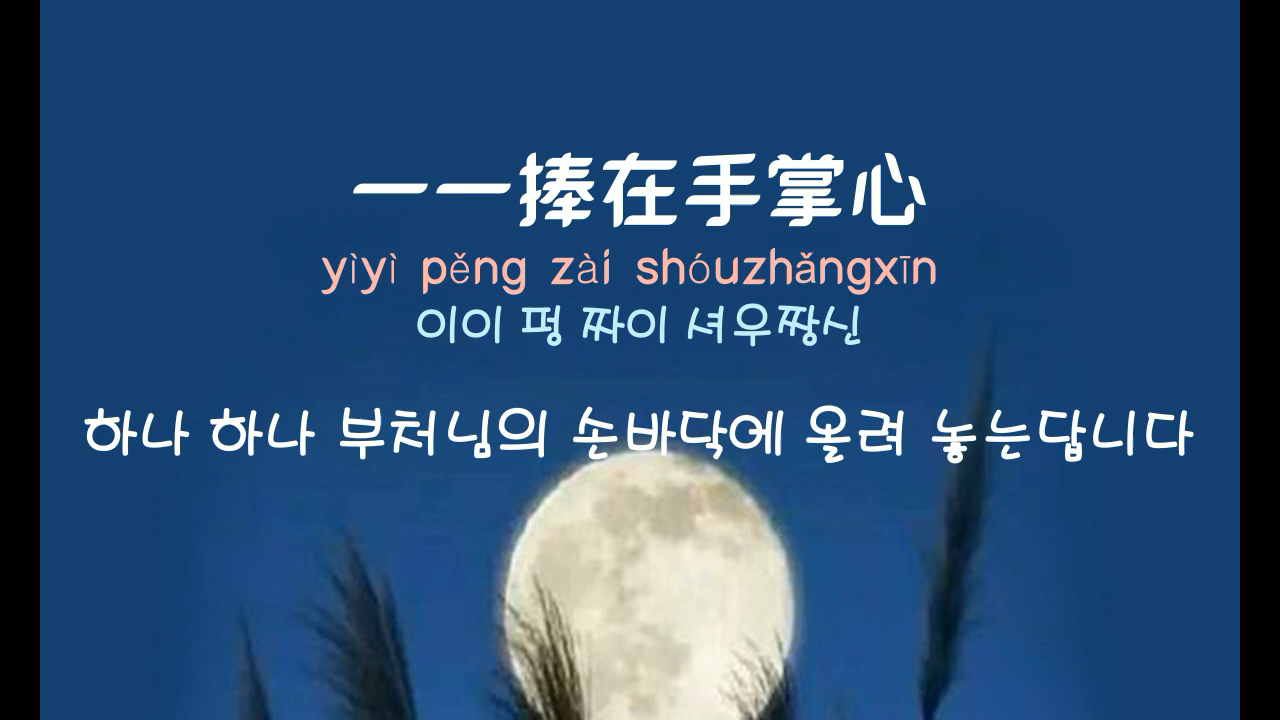 一一捧在手掌心
yìyì pěng zài shóuzhǎngxīn
이이 펑 짜이 셔우짱신
하나 하나 부처님의 손바닥에 올려 놓는답니다